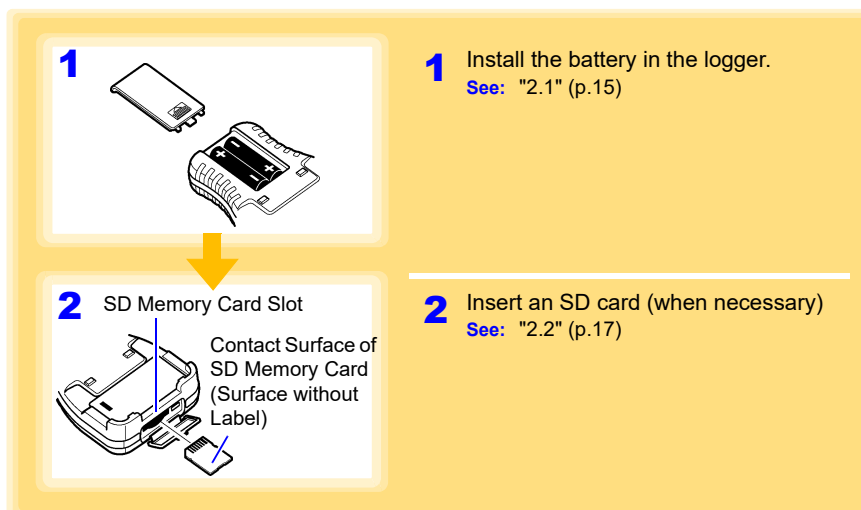 1
1 Install the battery in the logger.
See: "2.1" (p.15)
2 SD Memory Card Slot
Contact Surface of
SD Memory Card
(Surface without
Label)
2 Insert an SD card (when necessary)
See: "2.2" (p.17)